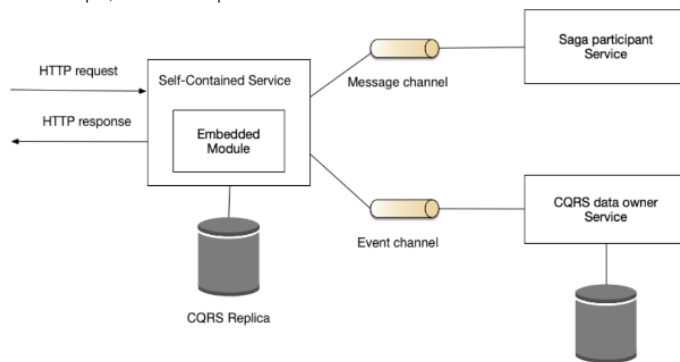 HTTP request
HTTP response
Self-Contained Service
Embedded
Module
CQRS Replica
Message channel
Event channel
Saga participant
Service
CQRS data owner
Service